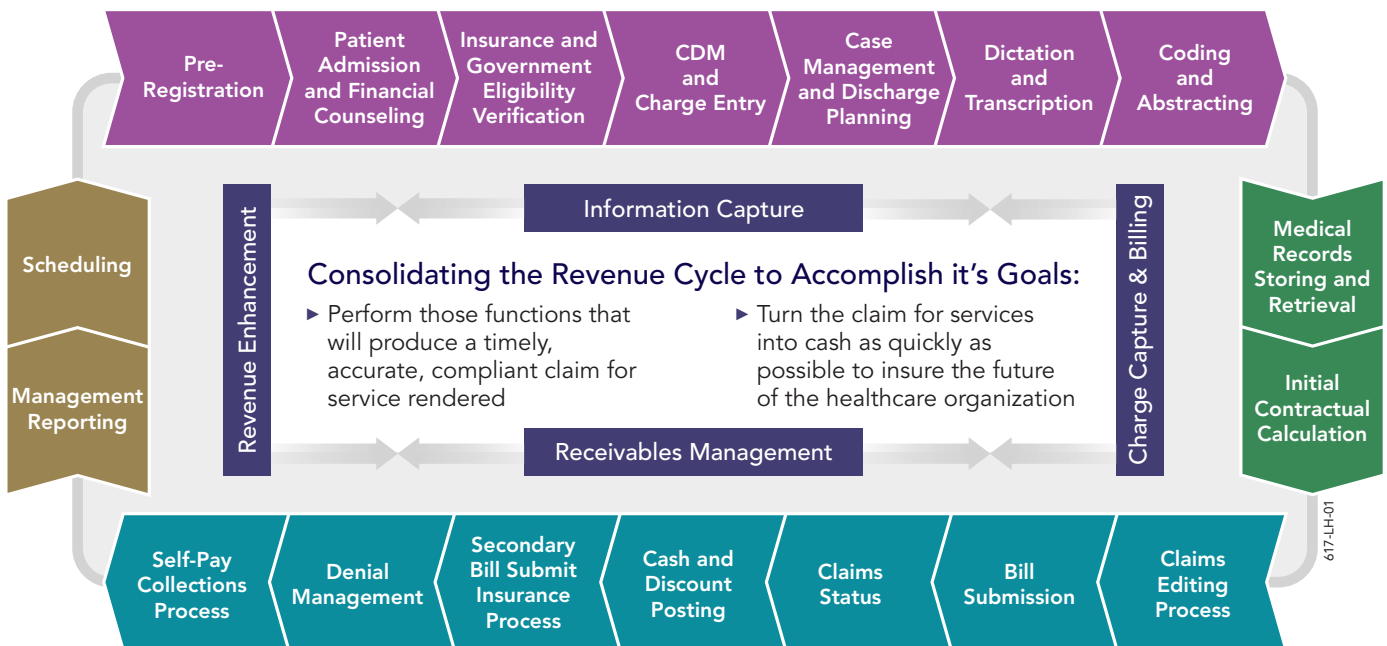 Pre-
Registration
Patient
Admission
and Financial
Counseling
Insurance and
Government
Eligibility
Verification
CDM
and
Charge Entry
Case
Management
and Discharge
Planning
Dictation
and
Transcription
Coding
and
Abstracting
Scheduling
Management
Reporting
Revenue Enhancement
Information Capture
Consolidating the Revenue Cycle to Accomplish it's Goals:
► Perform those functions that
will produce a timely,
accurate, compliant claim for
service rendered
► Turn the claim for services
into cash as quickly as
possible to insure the future
of the healthcare organization
Receivables Management
Charge Capture & Billing
Medical
Records
Storing and
Retrieval
Initial
Contractual
Calculation
617-LH-01
Self-Pay
Collections
Process
Denial
Management
Secondary
Bill Submit
Insurance
Process
Cash and
Discount
Posting
Claims
Status
Bill
Submission
Claims
Editing
Process